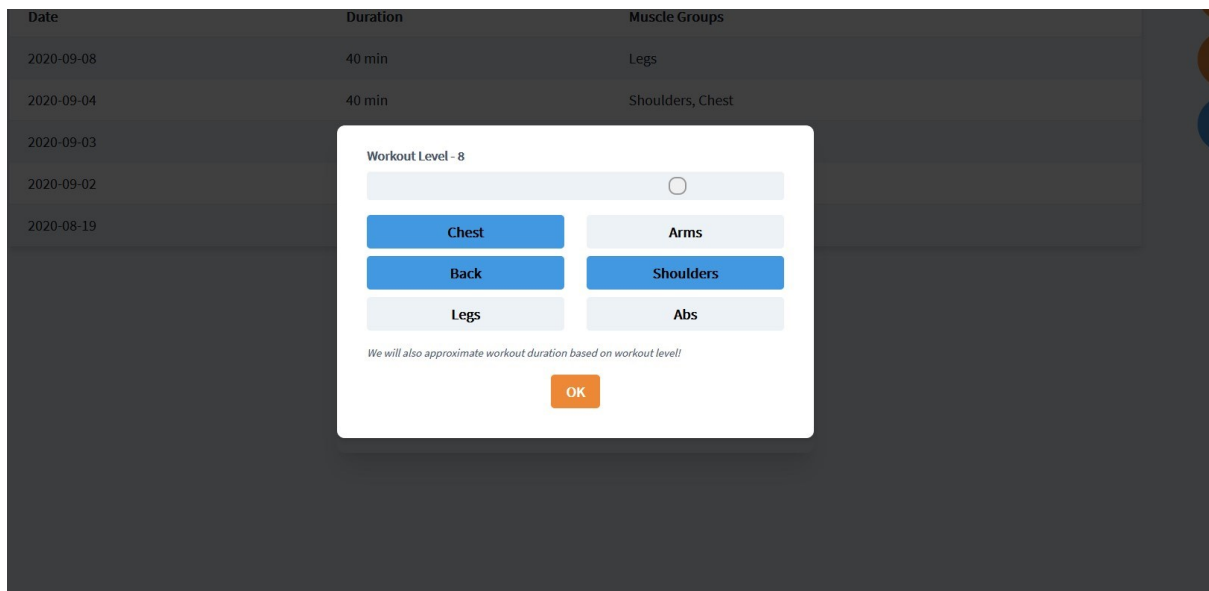 Date Duration Muscle Groups
2020-09-08 40 min Legs
2020-09-04 40 min Shoulders, Chest
2020-09-03
2020-09-02
2020-08-19
Workout Level - 8
Chest Arms
Back Shoulders
Legs Abs
We will also approximate workout duration based on workout level!
OK